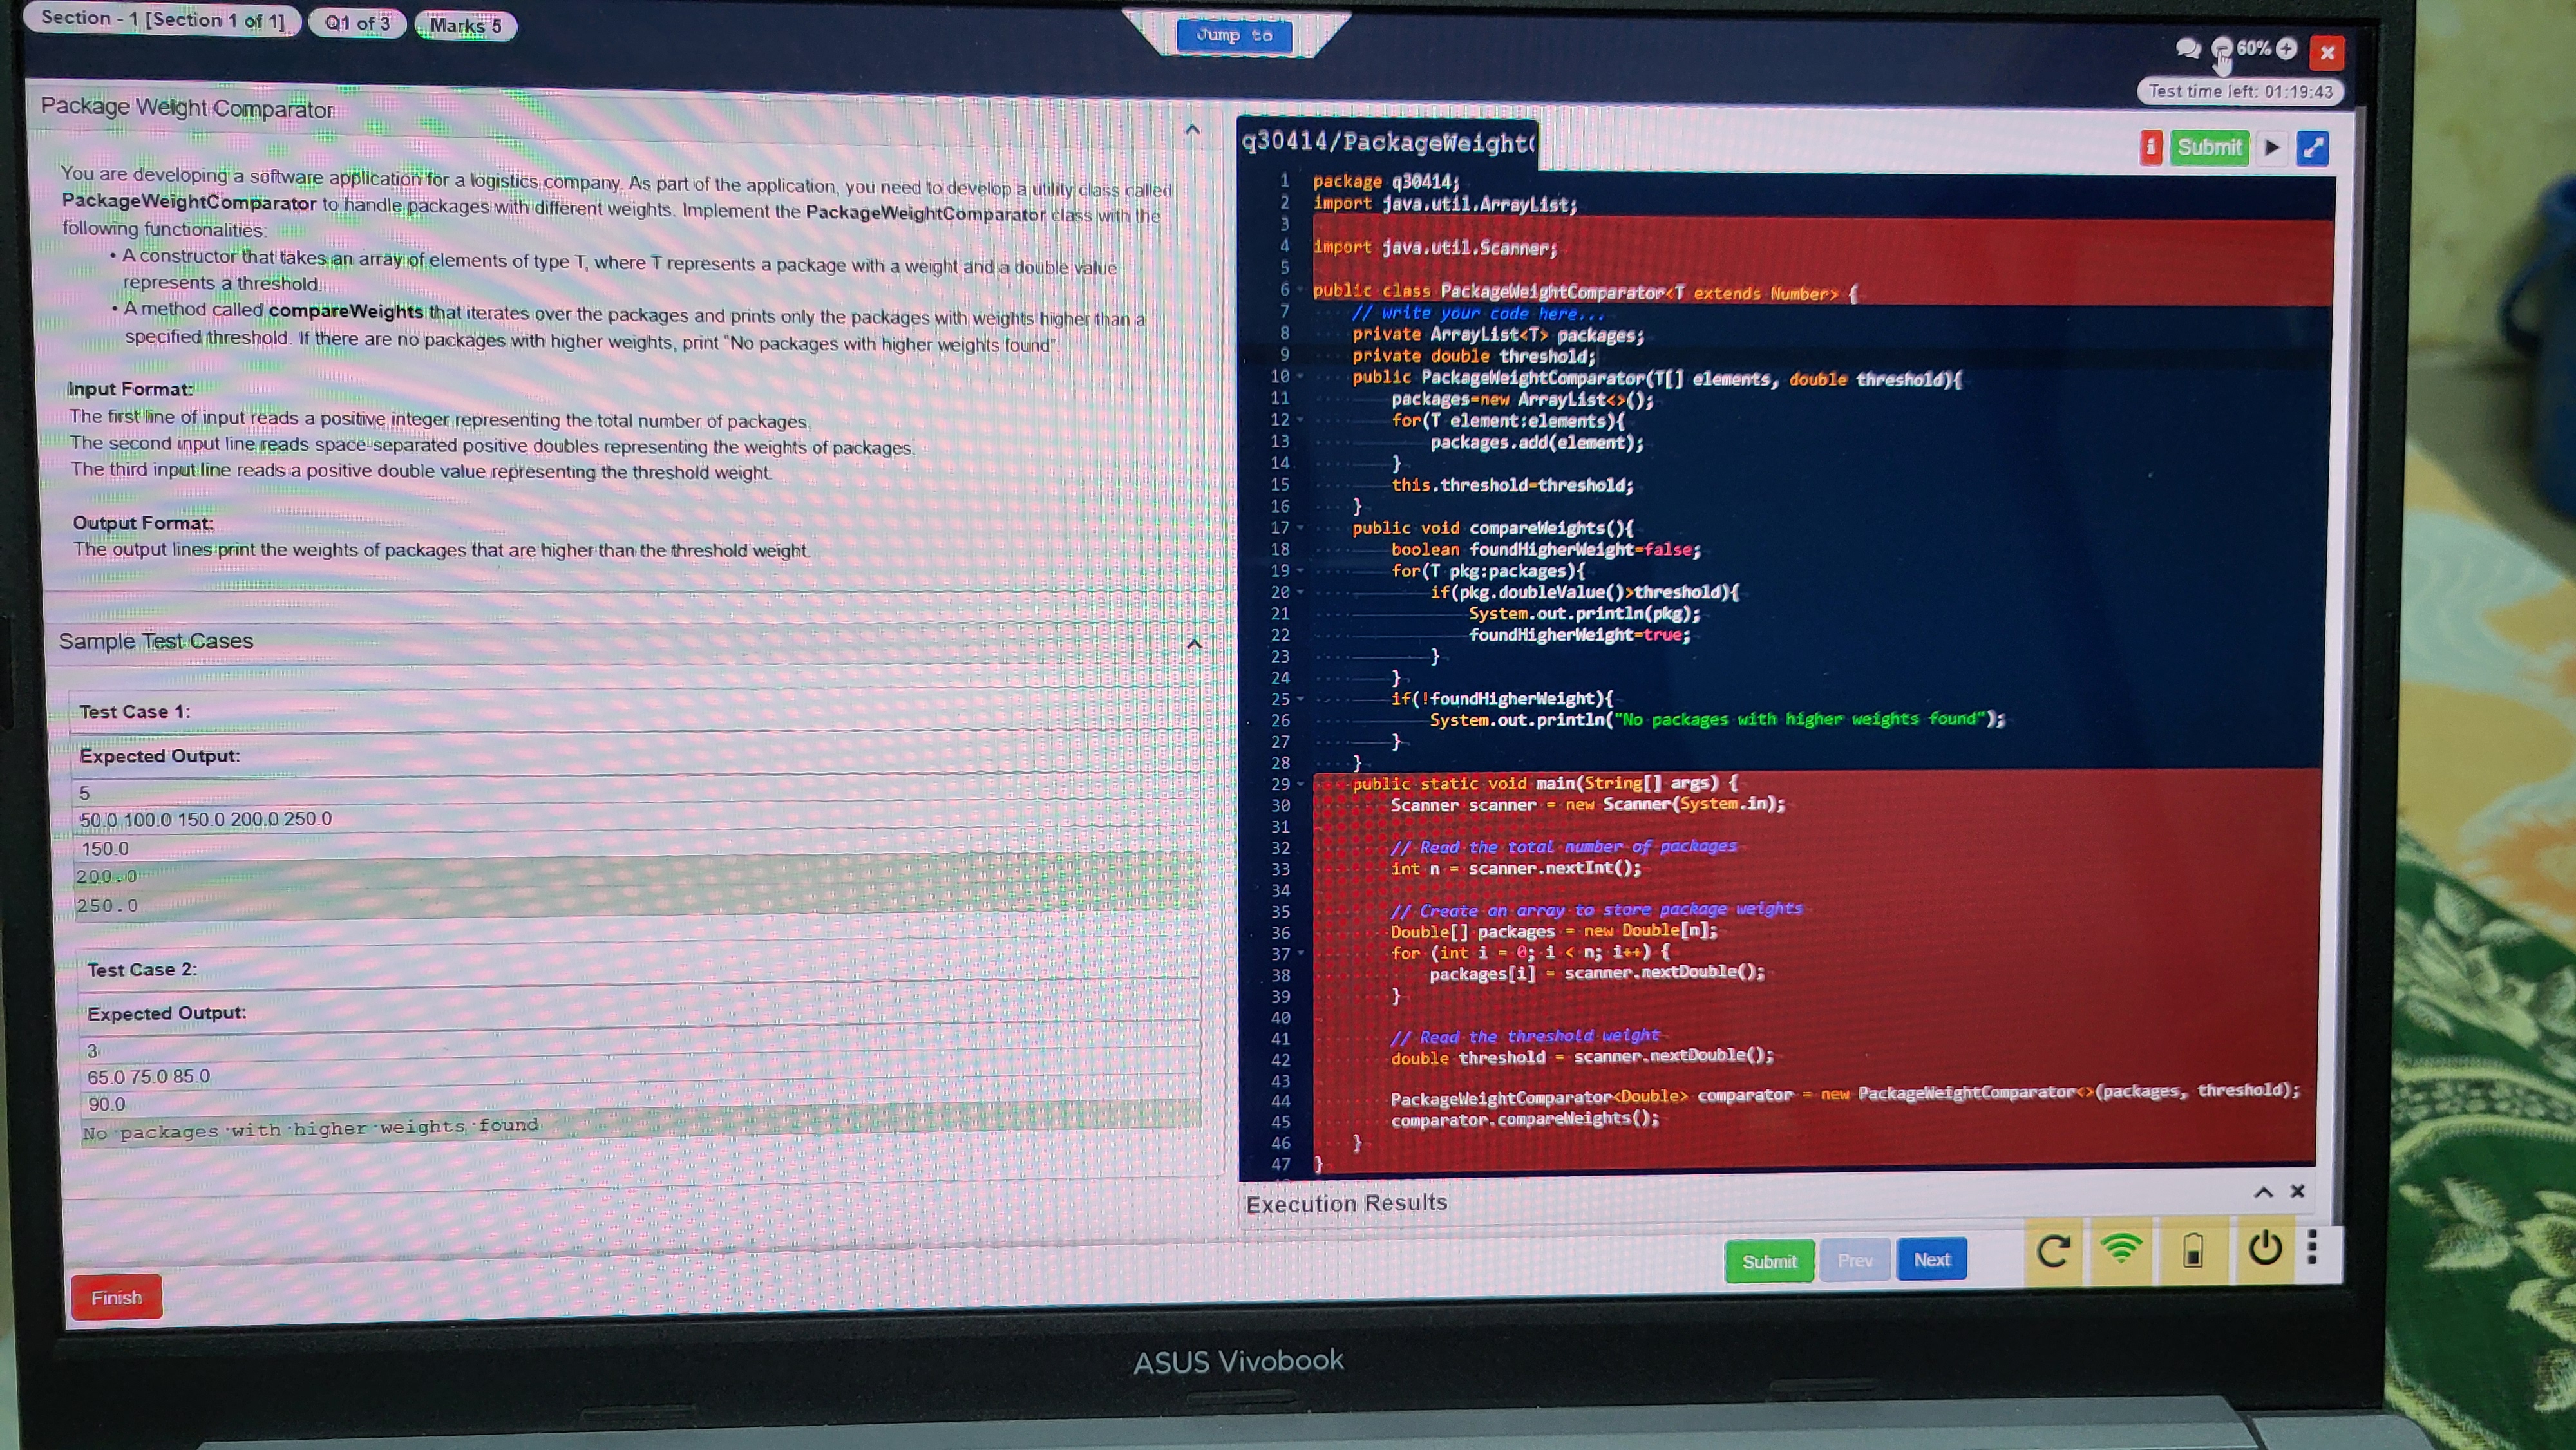 Section - 1 [Section 1 of 1] Q1 of 3 Marks 5
Jump to
60%
Test time left: 01:19:43
Package Weight Comparator
You are developing a software application for a logistics company. As part of the application, you need to develop a utility class called
PackageWeightComparator to handle packages with different weights. Implement the PackageWeightComparator class with the
following functionalities:
• A constructor that takes an array of elements of type T, where T represents a package with a weight and a double value
represents a threshold.
• A method called compareWeights that iterates over the packages and prints only the packages with weights higher than a
specified threshold. If there are no packages with higher weights, print "No packages with higher weights found".
Input Format:
The first line of input reads a positive integer representing the total number of packages.
The second input line reads space-separated positive doubles representing the weights of packages.
The third input line reads a positive double value representing the threshold weight.
Output Format:
The output lines print the weights of packages that are higher than the threshold weight.
Sample Test Cases
Test Case 1:
Expected Output:
5
50.0 100.0 150.0 200.0 250.0
150.0
200.0
250.0
Test Case 2:
Expected Output:
3
65.0 75.0 85.0
90.0
No·packages·with·higher·weights·found
Finish
q30414/PackageWeight
Submit
1 package q30414;
2 import java.util.ArrayList;
3
4 import java.util.Scanner;
5
6 public class PackageWeightComparator<T extends Number> {
7 // write your code here...
8 private ArrayList<T> packages;
9 private double threshold;
10 public PackageWeightComparator(T[] elements, double threshold){
11 packages=new ArrayList<>();
12 for(T element:elements){
13 packages.add(element);
14 }
15 this.threshold=threshold;
16 }
17 public void compareWeights(){
18 boolean foundHigherWeight=false;
19 for(T pkg:packages){
20 if(pkg.doubleValue()>threshold){
21 System.out.println(pkg);
22 foundHigherWeight=true;
23 }
24 }
25 if(!foundHigherWeight){
26 System.out.println("No packages with higher weights found");
27 }
28 }
29 public static void main(String[] args) {
30 Scanner scanner = new Scanner(System.in);
31
32 // Read the total number of packages
33 int n = scanner.nextInt();
34
35 // Create an array to store package weights
36 Double[] packages = new Double[n];
37 for (int i = 0; i < n; i++) {
38 packages[i] = scanner.nextDouble();
39 }
40
41 // Read the threshold weight
42 double threshold = scanner.nextDouble();
43
44 PackageWeightComparator<Double> comparator = new PackageWeightComparator<>(packages, threshold);
45 comparator.compareWeights();
46 }
47 }
Execution Results
Submit Prev Next
ASUS Vivobook